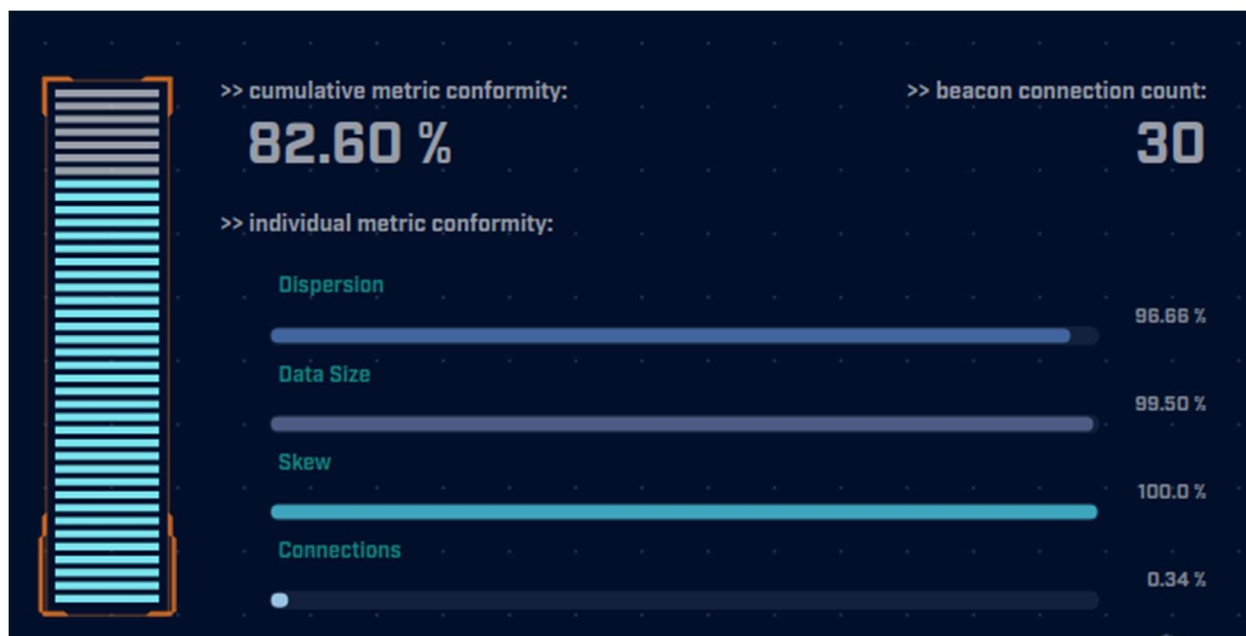 >> cumulative metric conformity:
>> beacon connection count:
82.60 %
30
>> individual metric conformity:
Dispersion
96.66 %
Data Size
99.50 %
Skew
100.0 %
Connections
0.34 %